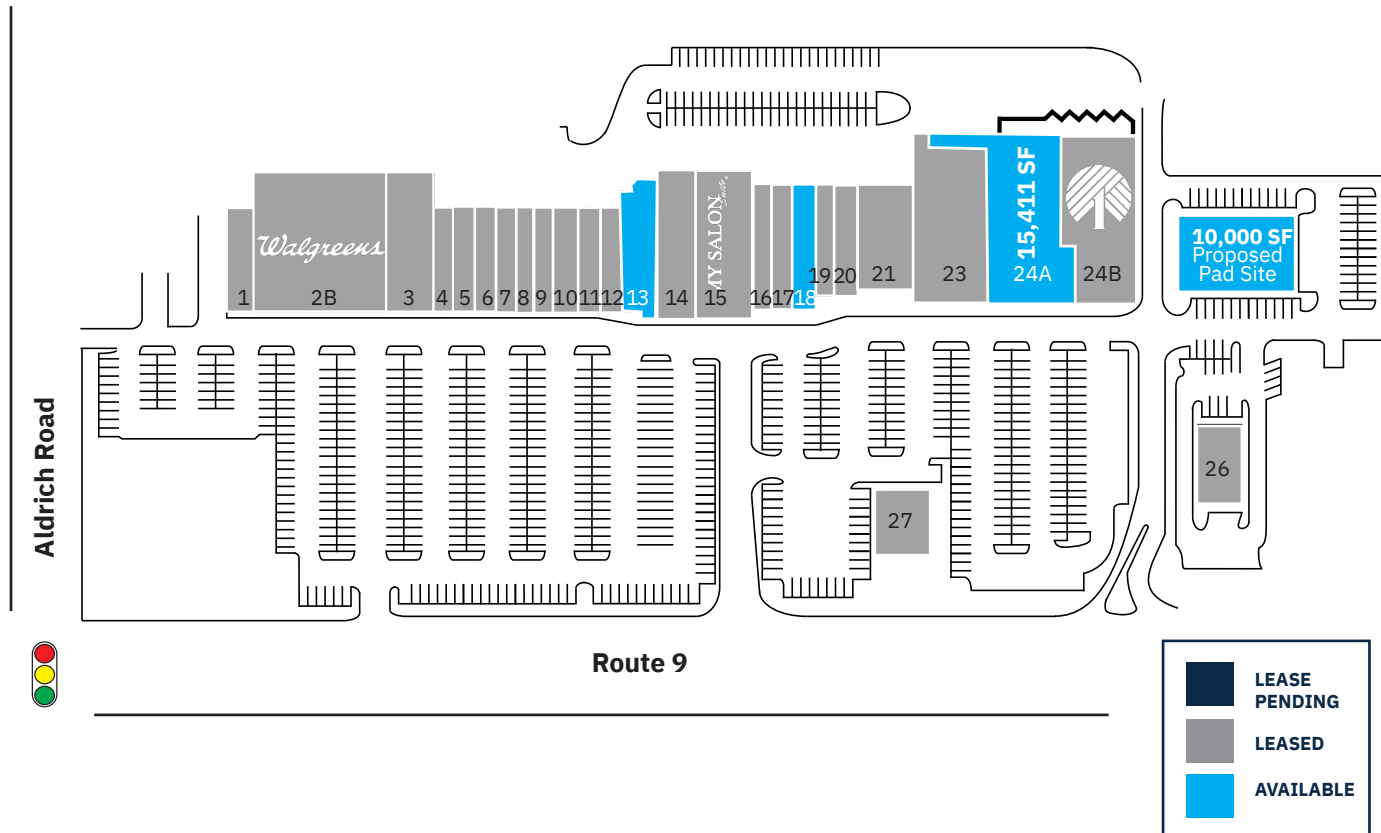 Walgreens
MY SALON
Suite®
15,411 SF
1
2B
3
4
5
6
7
8
9
10
11
12
13
14
15
16
17
18
19
20
21
23
24A
24B
10,000 SF
Proposed
Pad Site
26
27
Aldrich Road
Route 9
LEASE
PENDING
LEASED
AVAILABLE